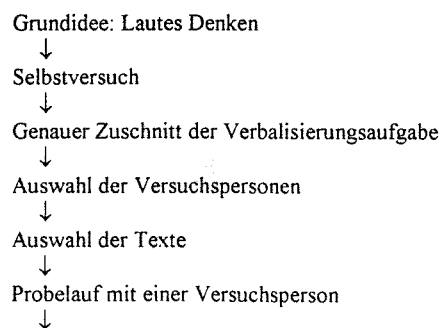 Grundidee: Lautes Denken
↓
Selbstversuch
↓
Genauer Zuschnitt der Verbalisierungsaufgabe
↓
Auswahl der Versuchspersonen
↓
Auswahl der Texte
↓
Probelauf mit einer Versuchsperson
↓